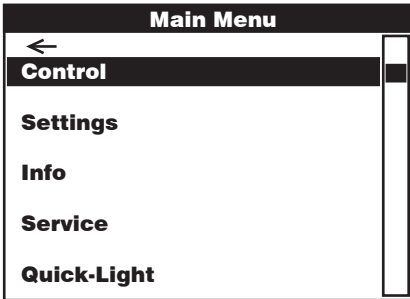 Main Menu
←
Control
Settings
Info
Service
Quick-Light